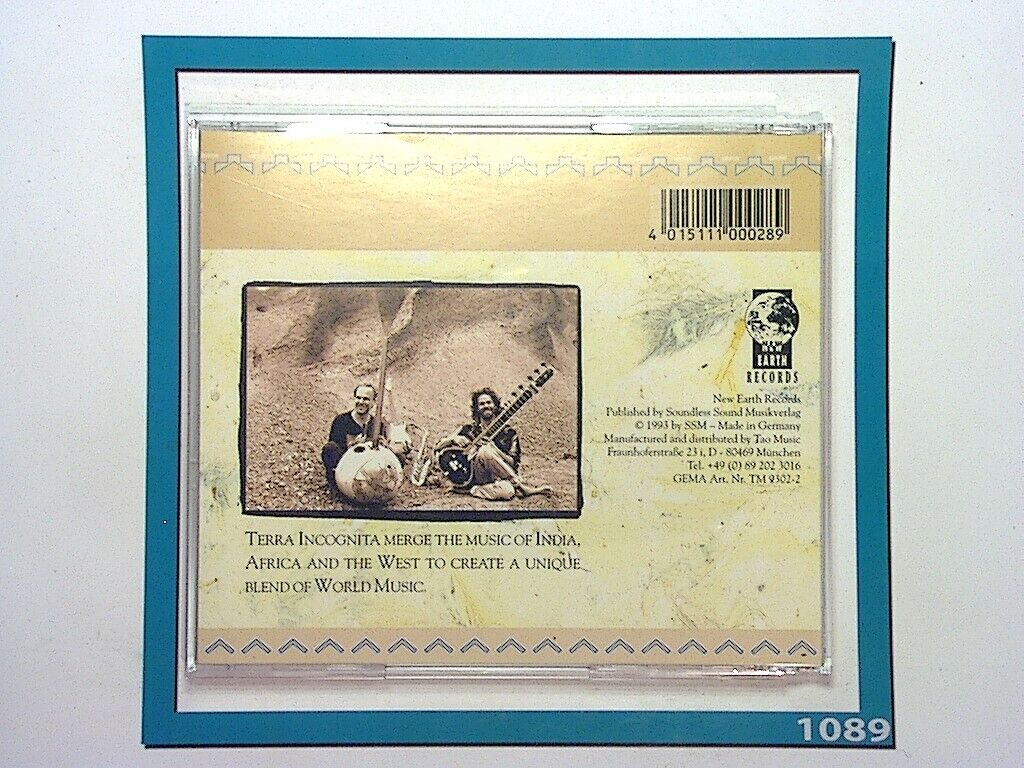 4 015111 000289
NEW
EARTH
RECORDS
New Earth Records
Published by Soundless Sound Musikverlag
© 1993 by SSM – Made in Germany
Manufactured and distributed by Tao Music
Fraunhoferstraße 23 i, D - 80469 München
Tel. +49 (0) 89 202 3016
GEMA Art. Nr. TM 9302-2
TERRA INCOGNITA MERGE THE MUSIC OF INDIA,
AFRICA AND THE WEST TO CREATE A UNIQUE
BLEND OF WORLD MUSIC.
1089